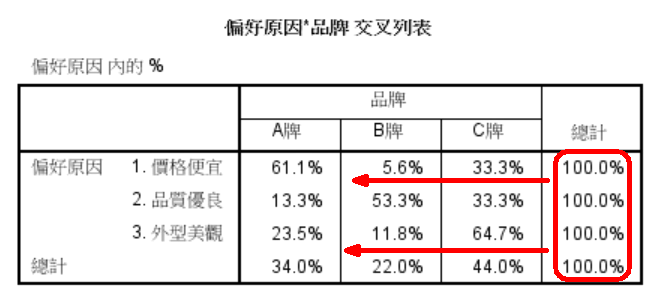 偏好原因*品牌 交叉列表
偏好原因 內的 %
品牌
A牌 B牌 C牌 總計
偏好原因 1. 價格便宜 61.1% 5.6% 33.3% 100.0%
2. 品質優良 13.3% 53.3% 33.3% 100.0%
3. 外型美觀 23.5% 11.8% 64.7% 100.0%
總計 34.0% 22.0% 44.0% 100.0%